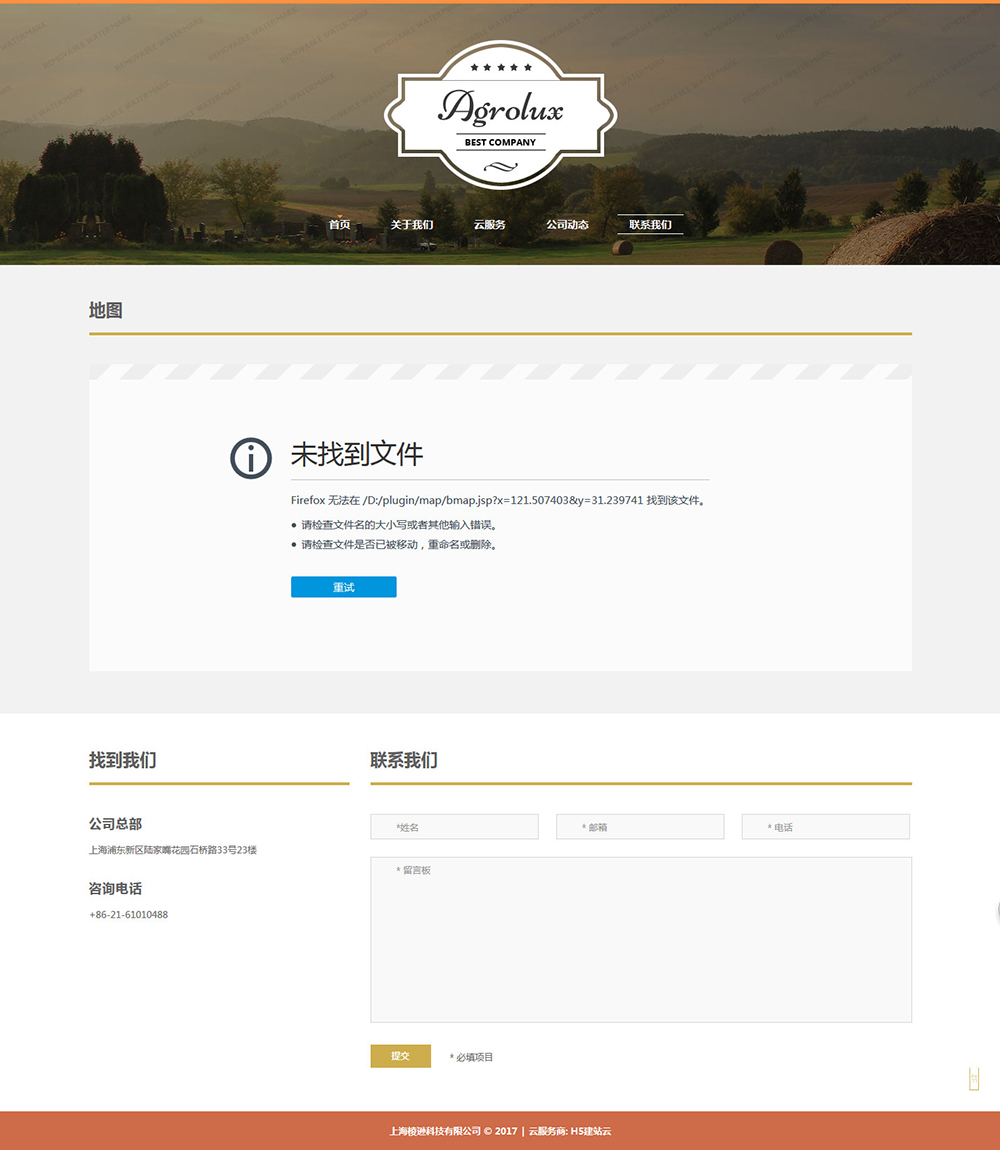 Agrolux
BEST COMPANY
首页 关于我们 云服务 公司动态 联系我们
地图
未找到文件
Firefox 无法在 /D:/plugin/map/bmap.jsp?x=121.507403&y=31.239741 找到该文件。
请检查文件名的大小写或者其他输入错误。
请检查文件是否已被移动，重命名或删除。
重试
找到我们
公司总部
上海浦东新区陆家嘴花园石桥路33号23楼
咨询电话
+86-21-61010488
联系我们
*姓名 * 邮箱 * 电话
* 留言板
提交 * 必填项目
上海棱逊科技有限公司 © 2017 | 云服务商: H5建站云